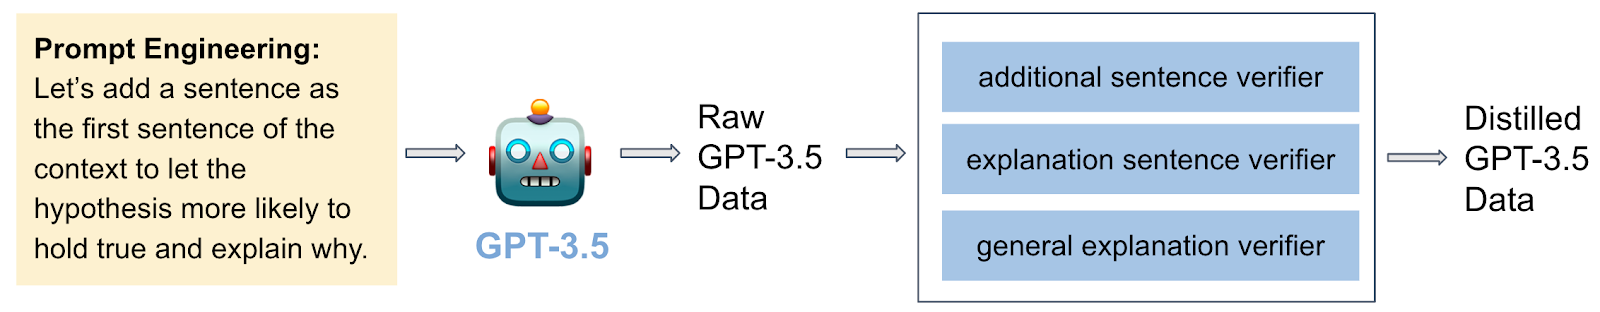 Prompt Engineering:
Let’s add a sentence as
the first sentence of the
context to let the
hypothesis more likely to
hold true and explain why.
GPT-3.5
Raw
GPT-3.5
Data
additional sentence verifier
explanation sentence verifier
general explanation verifier
Distilled
GPT-3.5
Data